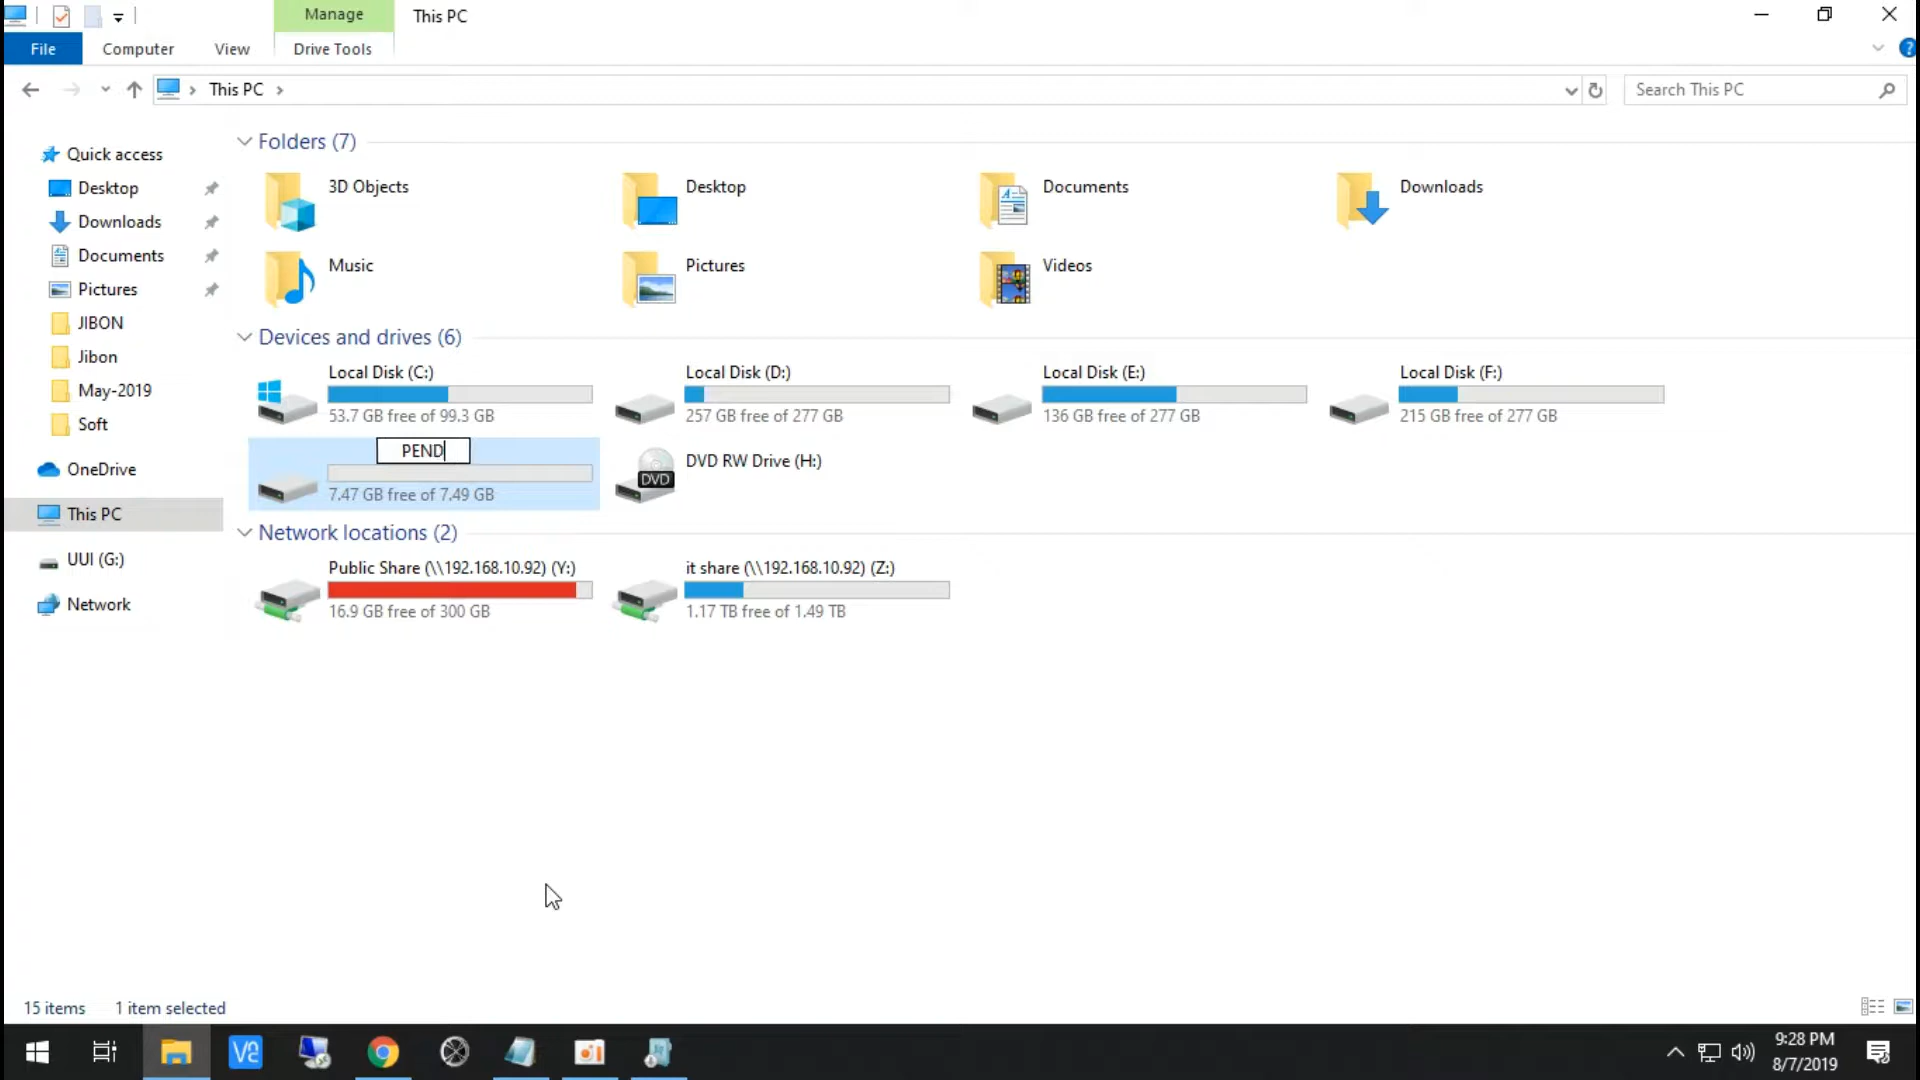 Manage
This PC
File
Computer
View
Drive Tools
This PC
Search This PC
Quick access
Desktop
Downloads
Documents
Pictures
JIBON
Jibon
May-2019
Soft
OneDrive
This PC
UUI (G:)
Network
Folders (7)
3D Objects
Desktop
Documents
Downloads
Music
Pictures
Videos
Devices and drives (6)
Local Disk (C:)
53.7 GB free of 99.3 GB
Local Disk (D:)
257 GB free of 277 GB
Local Disk (E:)
136 GB free of 277 GB
Local Disk (F:)
215 GB free of 277 GB
PEND
7.47 GB free of 7.49 GB
DVD
DVD RW Drive (H:)
Network locations (2)
Public Share (\\192.168.10.92) (Y:)
16.9 GB free of 300 GB
it share (\\192.168.10.92) (Z:)
1.17 TB free of 1.49 TB
15 items
1 item selected
9:28 PM
8/7/2019